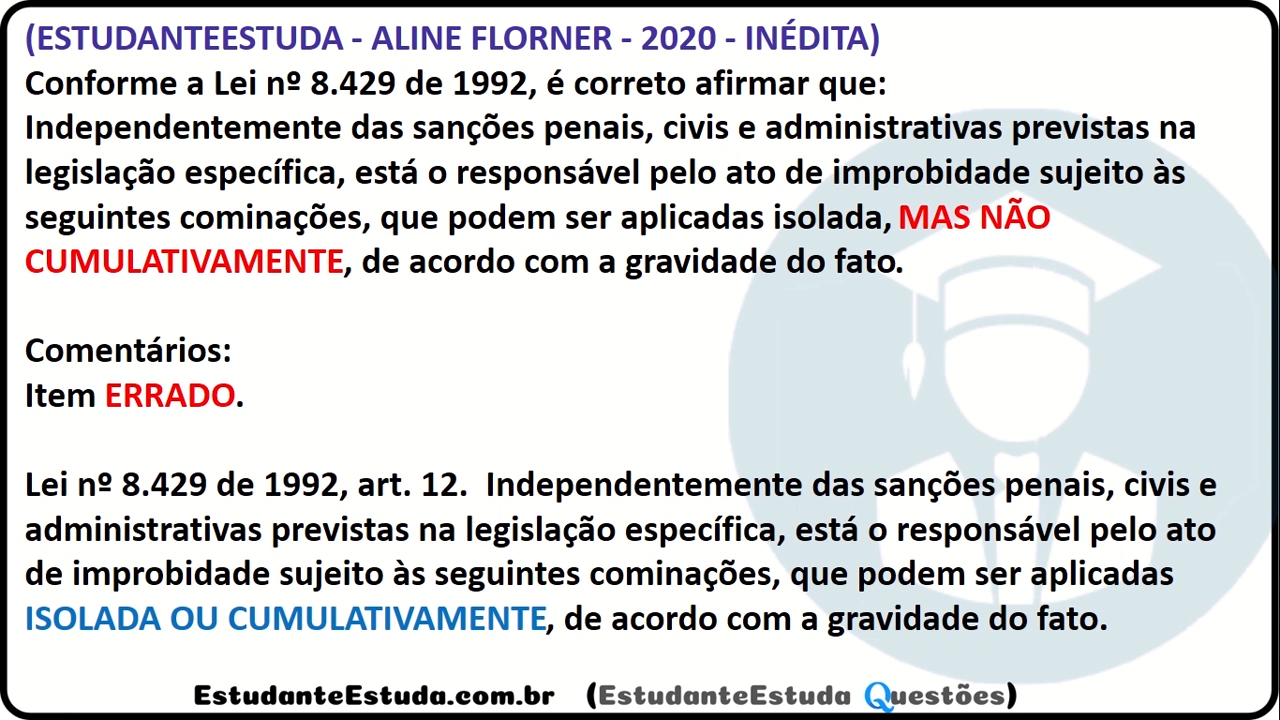 (ESTUDANTEESTUDA - ALINE FLORNER - 2020 - INÉDITA)
Conforme a Lei nº 8.429 de 1992, é correto afirmar que:
Independentemente das sanções penais, civis e administrativas previstas na
legislação específica, está o responsável pelo ato de improbidade sujeito às
seguintes cominações, que podem ser aplicadas isolada, MAS NÃO
CUMULATIVAMENTE, de acordo com a gravidade do fato.
Comentários:
Item ERRADO.
Lei nº 8.429 de 1992, art. 12.  Independentemente das sanções penais, civis e
administrativas previstas na legislação específica, está o responsável pelo ato
de improbidade sujeito às seguintes cominações, que podem ser aplicadas
ISOLADA OU CUMULATIVAMENTE, de acordo com a gravidade do fato.
EstudanteEstuda.com.br (EstudanteEstuda Questões)